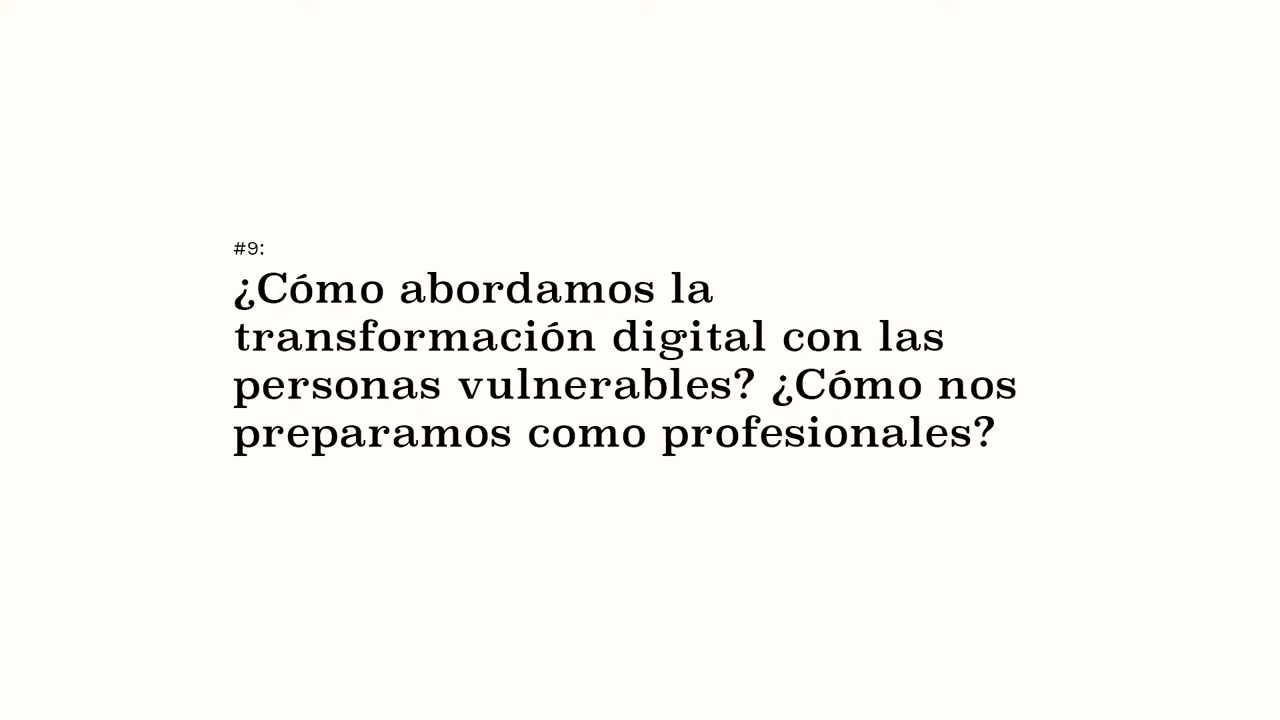 #9:
¿Cómo abordamos la
transformación digital con las
personas vulnerables? ¿Cómo nos
preparamos como profesionales?